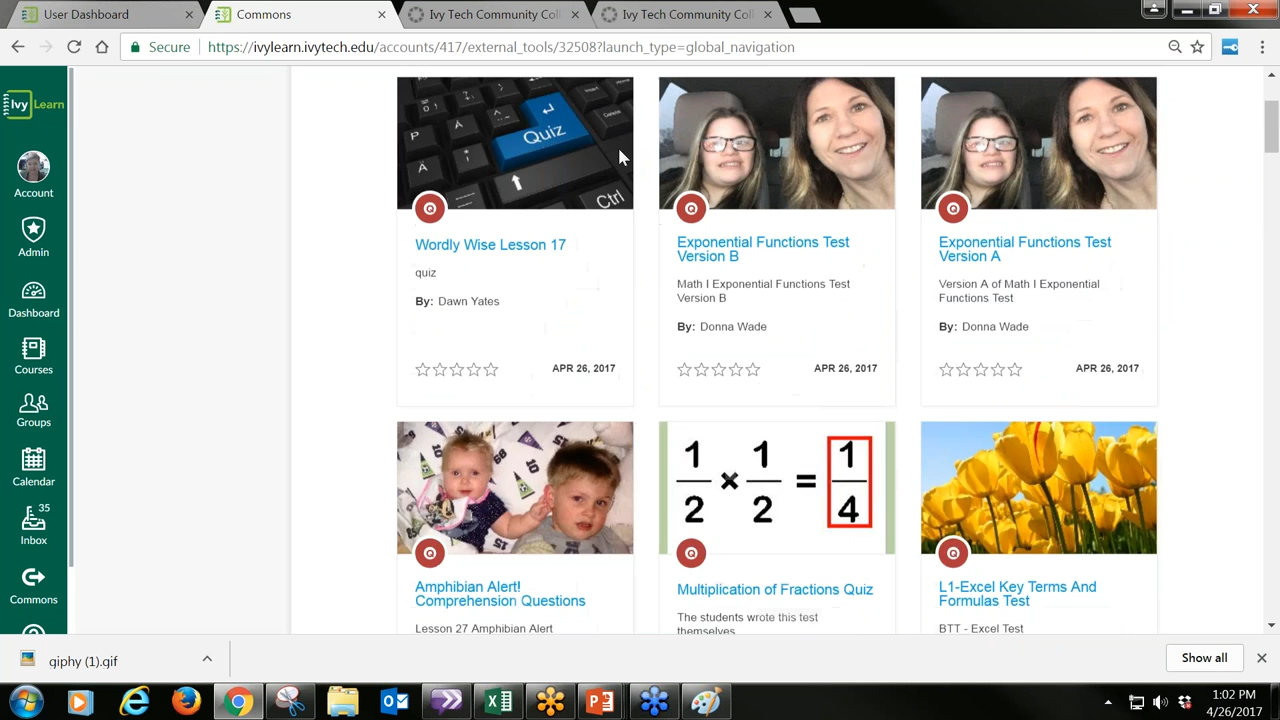 User Dashboard
Commons
Ivy Tech Community Coll
Ivy Tech Community Coll
Secure
https://ivylearn.ivytech.edu/accounts/417/external_tools/32508?launch_type=global_navigation
Ivy Learn
Account
Admin
Dashboard
Courses
Groups
Calendar
35
Inbox
Commons
Quiz
Ctrl
Wordly Wise Lesson 17
quiz
By: Dawn Yates
APR 26, 2017
Exponential Functions Test
Version B
Math I Exponential Functions Test
Version B
By: Donna Wade
APR 26, 2017
Exponential Functions Test
Version A
Version A of Math I Exponential
Functions Test
By: Donna Wade
APR 26, 2017
Amphibian Alert!
Comprehension Questions
Lesson 27 Amphibian Alert
1/2 × 1/2 = 1/4
Multiplication of Fractions Quiz
The students wrote this test
themselves
L1-Excel Key Terms And
Formulas Test
BTT - Excel Test
giphy (1).gif
Show all
1:02 PM
4/26/2017